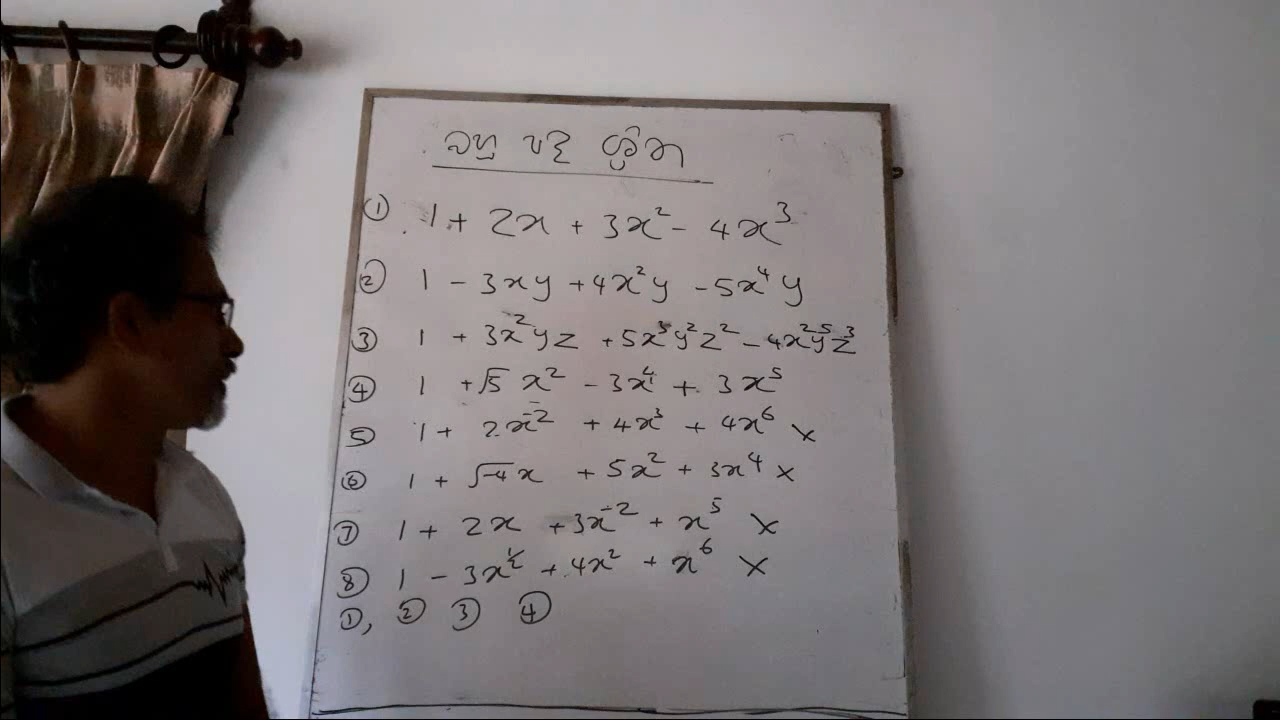 බහු පද ශ්‍රිත
① 1 + 2x + 3x² - 4x³
② 1 - 3xy + 4x²y - 5x⁴y
③ 1 + 3x²yz + 5x³y²z² - 4x²y⁵z³
④ 1 + √5 x² - 3x⁴ + 3x⁵
⑤ 1 + 2x⁻² + 4x³ + 4x⁶ ×
⑥ 1 + √-4 x + 5x² + 3x⁴ ×
⑦ 1 + 2x + 3x⁻² + x⁵ ×
⑧ 1 - 3x^½ + 4x² + x⁶ ×
①, ② ③ ④